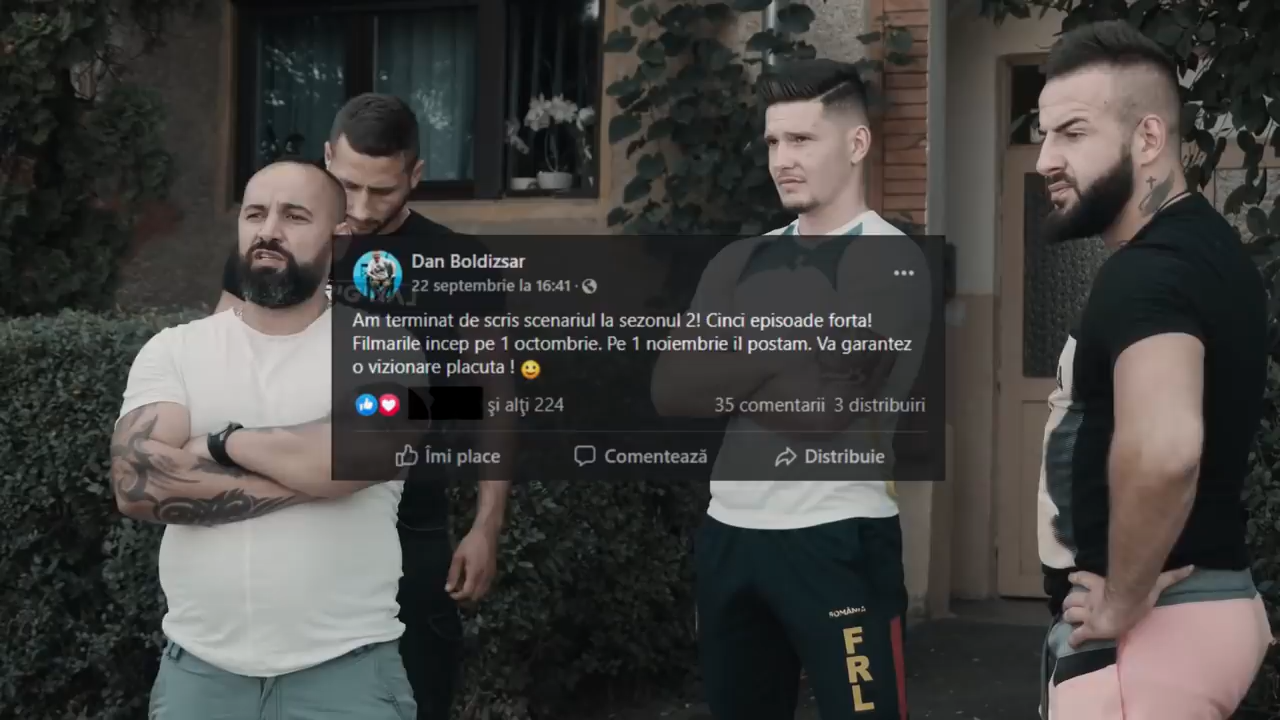 Dan Boldizsar
22 septembrie la 16:41 ·
Am terminat de scris scenariul la sezonul 2! Cinci episoade forta!
Filmarile incep pe 1 octombrie. Pe 1 noiembrie il postam. Va garantez
o vizionare placuta ! 🙂
și alți 224
35 comentarii 3 distribuiri
Îmi place
Comentează
Distribuie
ROMÂNIA
FRL